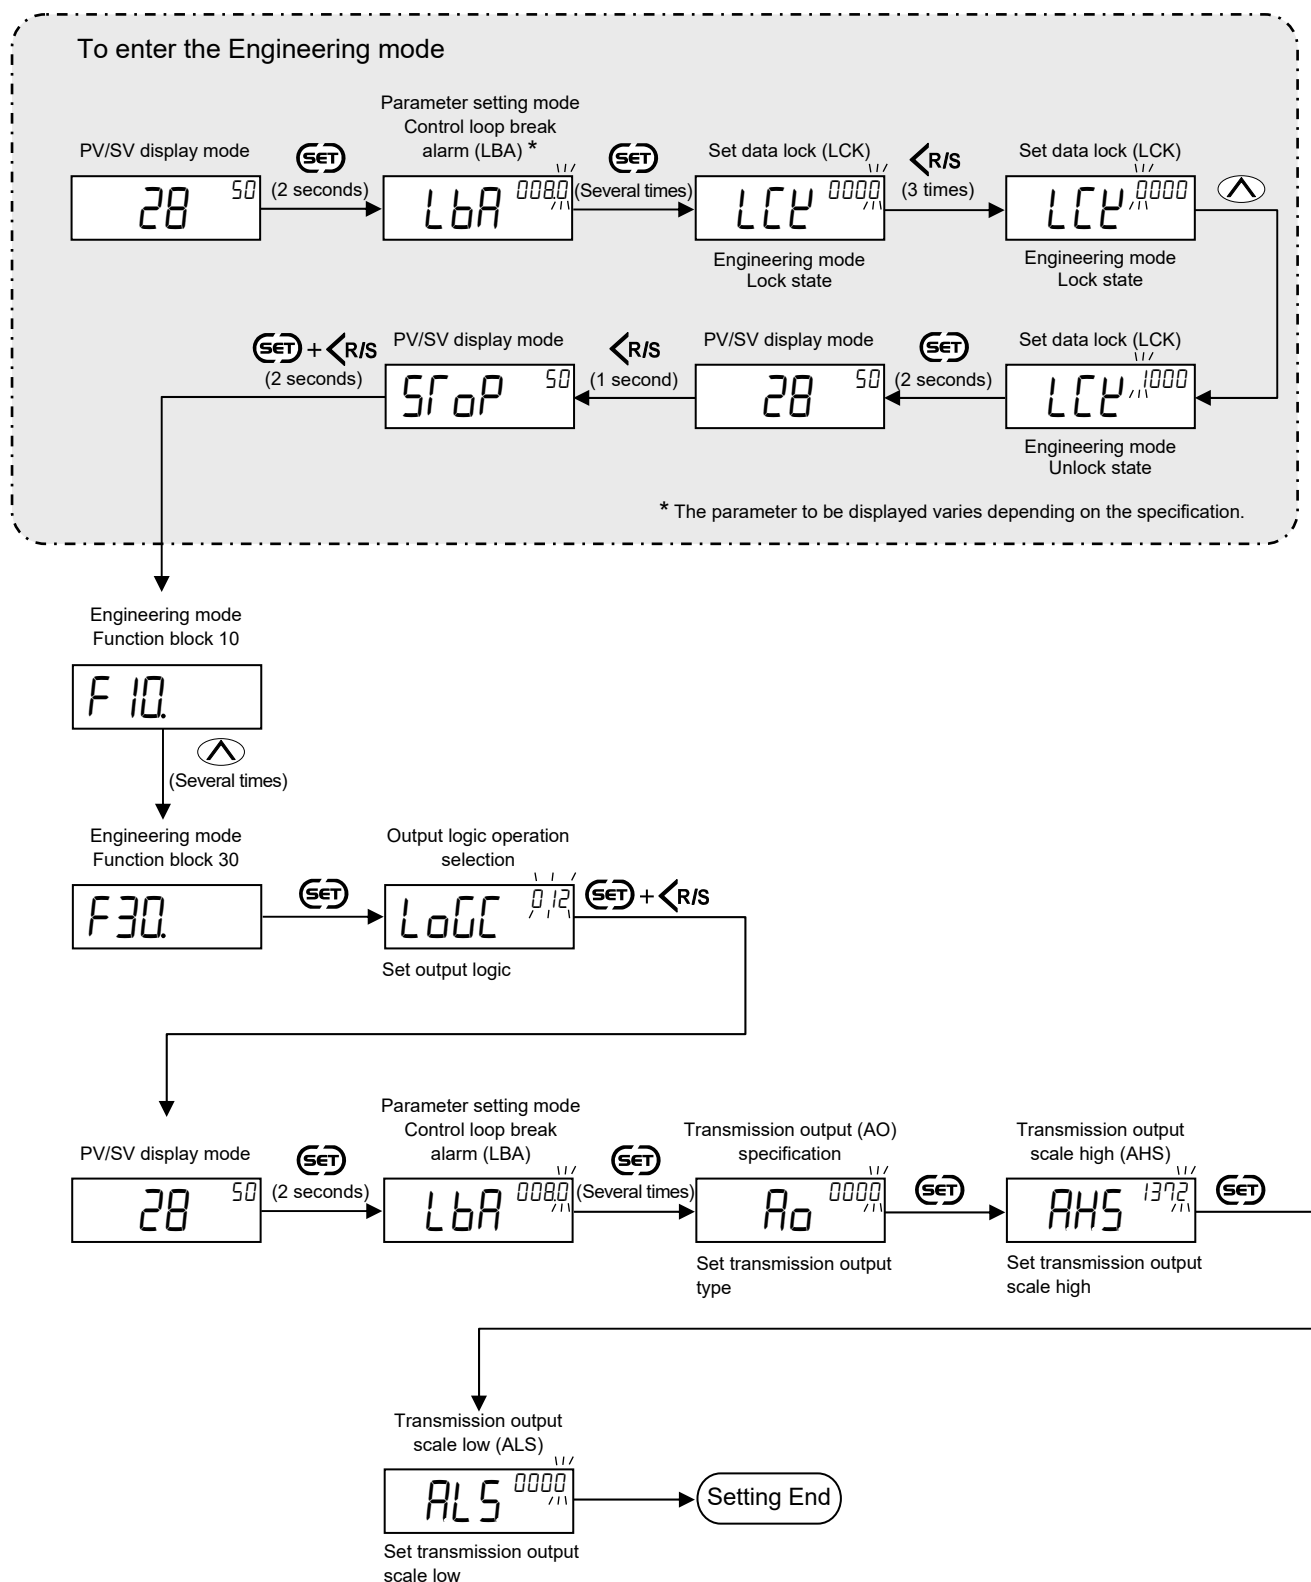 To enter the Engineering mode
PV/SV display mode
28 50
SET
(2 seconds)
Parameter setting mode
Control loop break
alarm (LBA) *
LbA 008.0
SET
(Several times)
Set data lock (LCK)
LCK 0000
Engineering mode
Lock state
R/S
(3 times)
Set data lock (LCK)
LCK 0000
Engineering mode
Lock state
SET + R/S
(2 seconds)
PV/SV display mode
SToP 50
R/S
(1 second)
PV/SV display mode
28 50
SET
(2 seconds)
Set data lock (LCK)
LCK 1000
Engineering mode
Unlock state
* The parameter to be displayed varies depending on the specification.
Engineering mode
Function block 10
F10.
(Several times)
Engineering mode
Function block 30
F30.
SET
Output logic operation
selection
LoGC 012
Set output logic
SET + R/S
PV/SV display mode
28 50
SET
(2 seconds)
Parameter setting mode
Control loop break
alarm (LBA)
LbA 008.0
SET
(Several times)
Transmission output (AO)
specification
Ao 0000
Set transmission output
type
SET
Transmission output
scale high (AHS)
AHS 1372
Set transmission output
scale high
SET
Transmission output
scale low (ALS)
ALS 0000
Set transmission output
scale low
Setting End